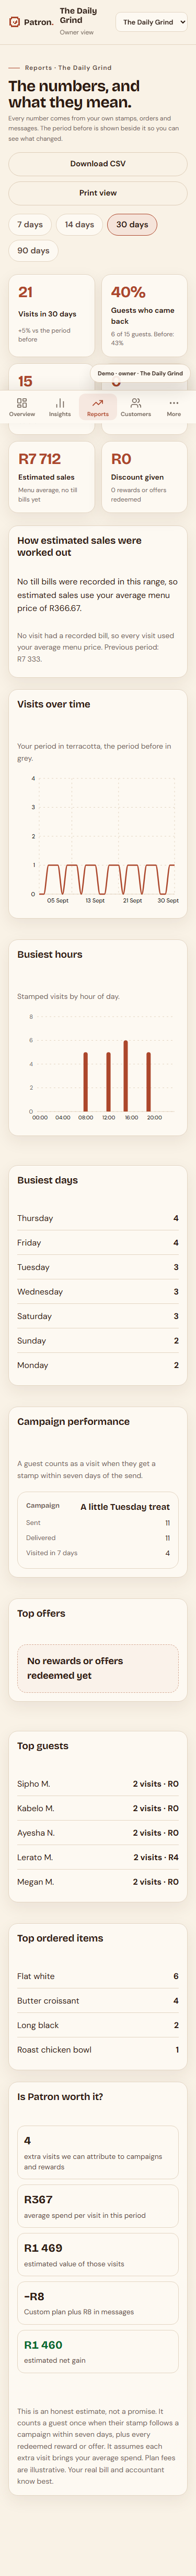 Patron.
The Daily
Grind
Owner view
The Daily Grind
Reports · The Daily Grind
The numbers, and
what they mean.
Every number comes from your own stamps, orders and
messages. The period before is shown beside it so you can
see what changed.
Download CSV
Print view
7 days
14 days
30 days
90 days
21
Visits in 30 days
+5% vs the period
before
40%
Guests who came
back
6 of 15 guests. Before:
43%
15
Demo · owner · The Daily Grind
Overview
Insights
Reports
Customers
More
R7 712
Estimated sales
Menu average, no till
bills yet
R0
Discount given
0 rewards or offers
redeemed
How estimated sales were
worked out
No till bills were recorded in this range, so
estimated sales use your average menu
price of R366.67.
No visit had a recorded bill, so every visit used
your average menu price. Previous period:
R7 333.
Visits over time
Your period in terracotta, the period before in
grey.
4
3
2
1
0
05 Sept
13 Sept
21 Sept
30 Sept
Busiest hours
Stamped visits by hour of day.
8
6
4
2
0
00:00
04:00
08:00
12:00
16:00
20:00
Busiest days
Thursday 4
Friday 4
Tuesday 3
Wednesday 3
Saturday 3
Sunday 2
Monday 2
Campaign performance
A guest counts as a visit when they get a
stamp within seven days of the send.
Campaign A little Tuesday treat
Sent 11
Delivered 11
Visited in 7 days 4
Top offers
No rewards or offers
redeemed yet
Top guests
Sipho M. 2 visits · R0
Kabelo M. 2 visits · R0
Ayesha N. 2 visits · R0
Lerato M. 2 visits · R4
Megan M. 2 visits · R0
Top ordered items
Flat white 6
Butter croissant 4
Long black 2
Roast chicken bowl 1
Is Patron worth it?
4
extra visits we can attribute to campaigns
and rewards
R367
average spend per visit in this period
R1 469
estimated value of those visits
−R8
Custom plan plus R8 in messages
R1 460
estimated net gain
This is an honest estimate, not a promise. It
counts a guest once when their stamp follows a
campaign within seven days, plus every
redeemed reward or offer. It assumes each
extra visit brings your average spend. Plan fees
are illustrative. Your real bill and accountant
know best.